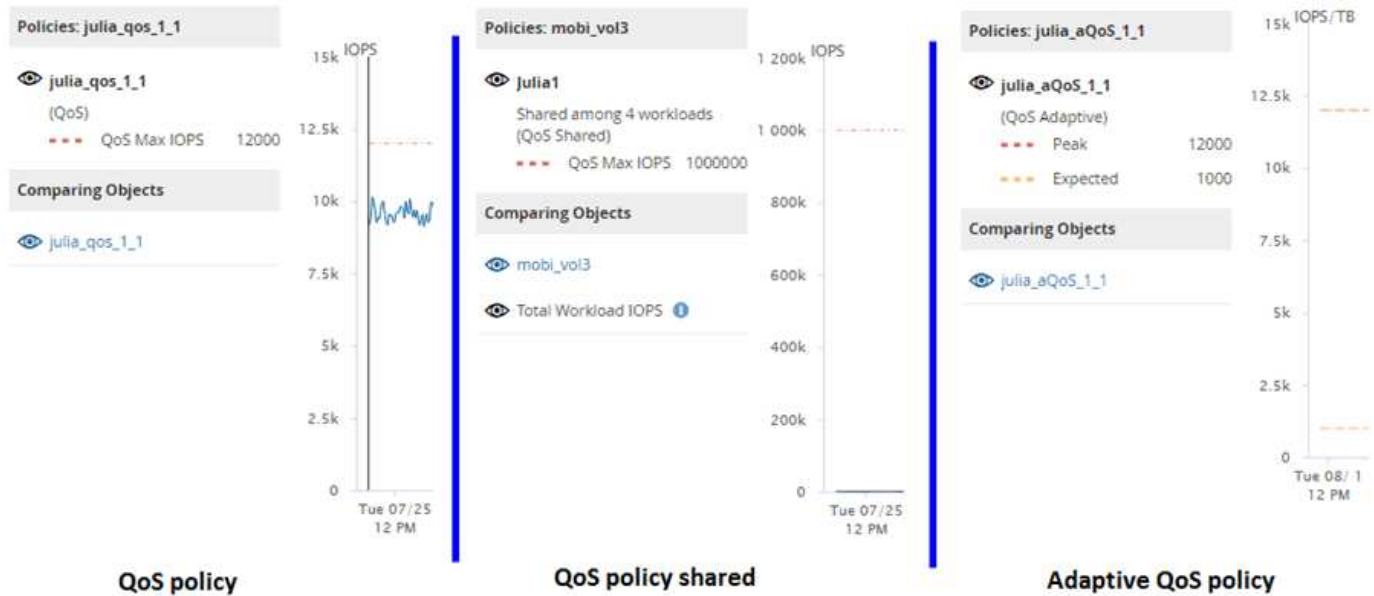 Policies: julia_qos_1_1
julia_qos_1_1
(QoS)
QoS Max IOPS 12000
Comparing Objects
julia_qos_1_1
IOPS
15k
12.5k
10k
7.5k
5k
2.5k
0
Tue 07/25
12 PM
QoS policy
Policies: mobi_vol3
Julia1
Shared among 4 workloads
(QoS Shared)
QoS Max IOPS 1000000
Comparing Objects
mobi_vol3
Total Workload IOPS i
IOPS
1 200k
1 000k
800k
600k
400k
200k
0
Tue 07/25
12 PM
QoS policy shared
Policies: julia_aQoS_1_1
julia_aQoS_1_1
(QoS Adaptive)
Peak 12000
Expected 1000
Comparing Objects
julia_aQoS_1_1
IOPS/TB
15k
12.5k
10k
7.5k
5k
2.5k
0
Tue 08/ 1
12 PM
Adaptive QoS policy